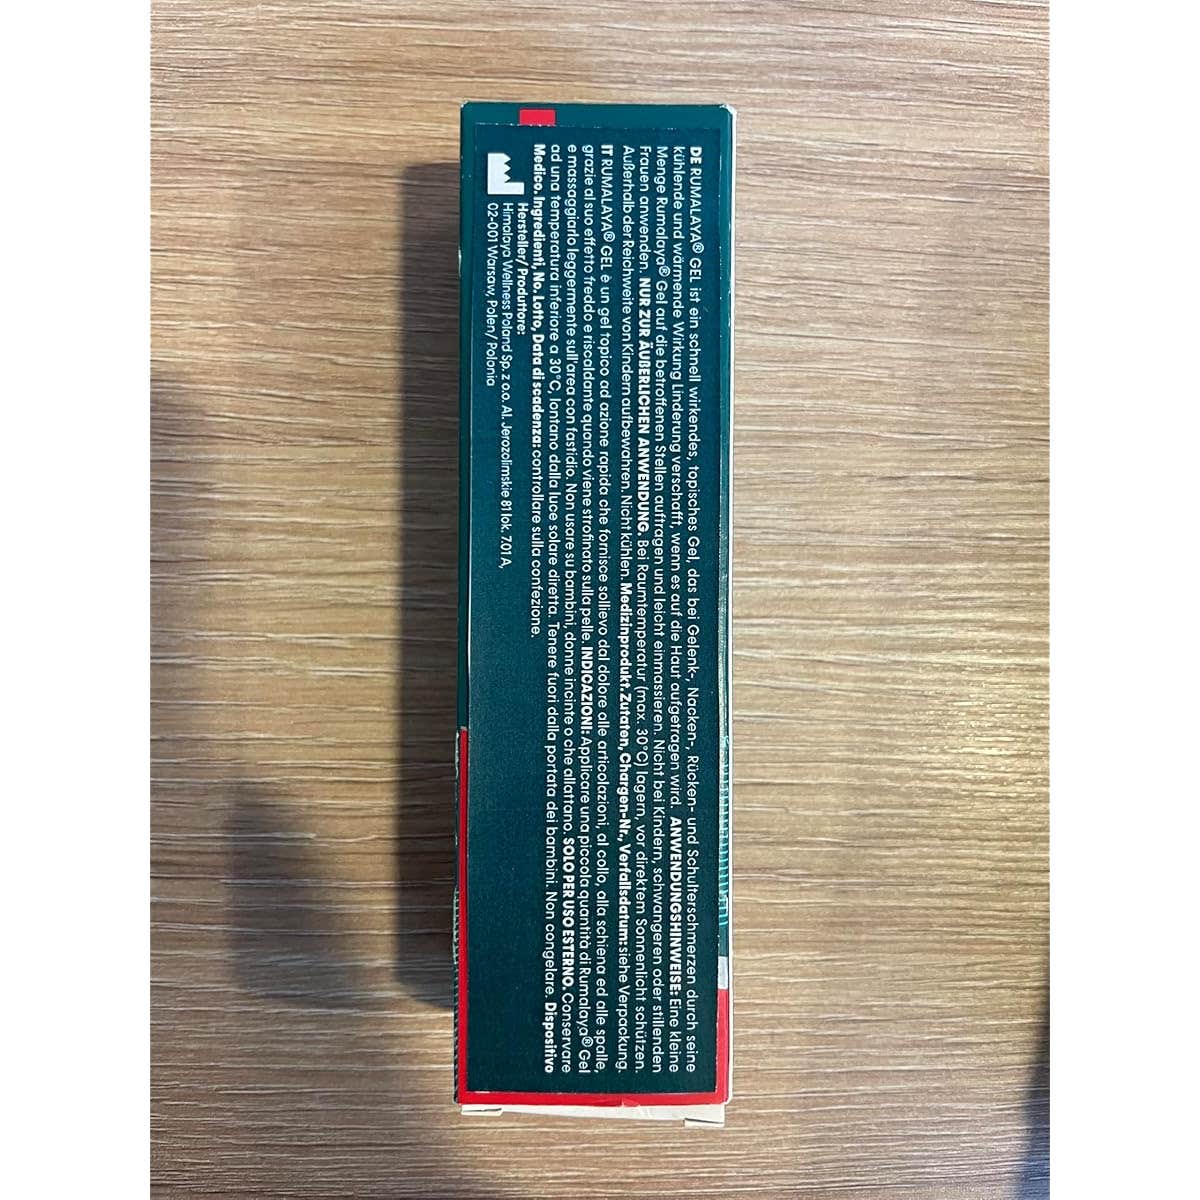 DE RUMALAYA® GEL ist ein schnell wirkendes, topisches Gel, das bei Gelenk-, Nacken-, Rücken- und Schulterschmerzen durch seine
kühlende und wärmende Wirkung Linderung verschafft, wenn es auf die Haut aufgetragen wird. ANWENDUNGSHINWEISE: Eine kleine
Menge Rumalaya® Gel auf die betroffenen Stellen auftragen und leicht einmassieren. Nicht bei Kindern, schwangeren oder stillenden
Frauen anwenden. NUR ZUR ÄUßERLICHEN ANWENDUNG. Bei Raumtemperatur (max. 30°C) lagern, vor direktem Sonnenlicht schützen.
Außerhalb der Reichweite von Kindern aufbewahren. Nicht kühlen. Medizinprodukt. Zutaten, Chargen-Nr., Verfallsdatum: siehe Verpackung.
IT RUMALAYA® GEL è un gel topico ad azione rapida che fornisce sollievo dal dolore alle articolazioni, al collo, alla schiena ed alle spalle,
grazie al suo effetto freddo e riscaldante quando viene strofinato sulla pelle. INDICAZIONI: Applicare una piccola quantità di Rumalaya® Gel
e massaggiarlo leggermente sull'area con fastidio. Non usare su bambini, donne incinte o che allattano. SOLO PER USO ESTERNO. Conservare
ad una temperatura inferiore a 30°C, lontano dalla luce solare diretta. Tenere fuori dalla portata dei bambini. Non congelare. Dispositivo
Medico. Ingredienti, No. Lotto, Data di scadenza: controllare sulla confezione.
Hersteller/ Produttore:
Himalaya Wellness Poland Sp. z o.o. Al. Jerozolimskie 81 lok. 7.01A,
02-001 Warsaw, Polen/ Polonia